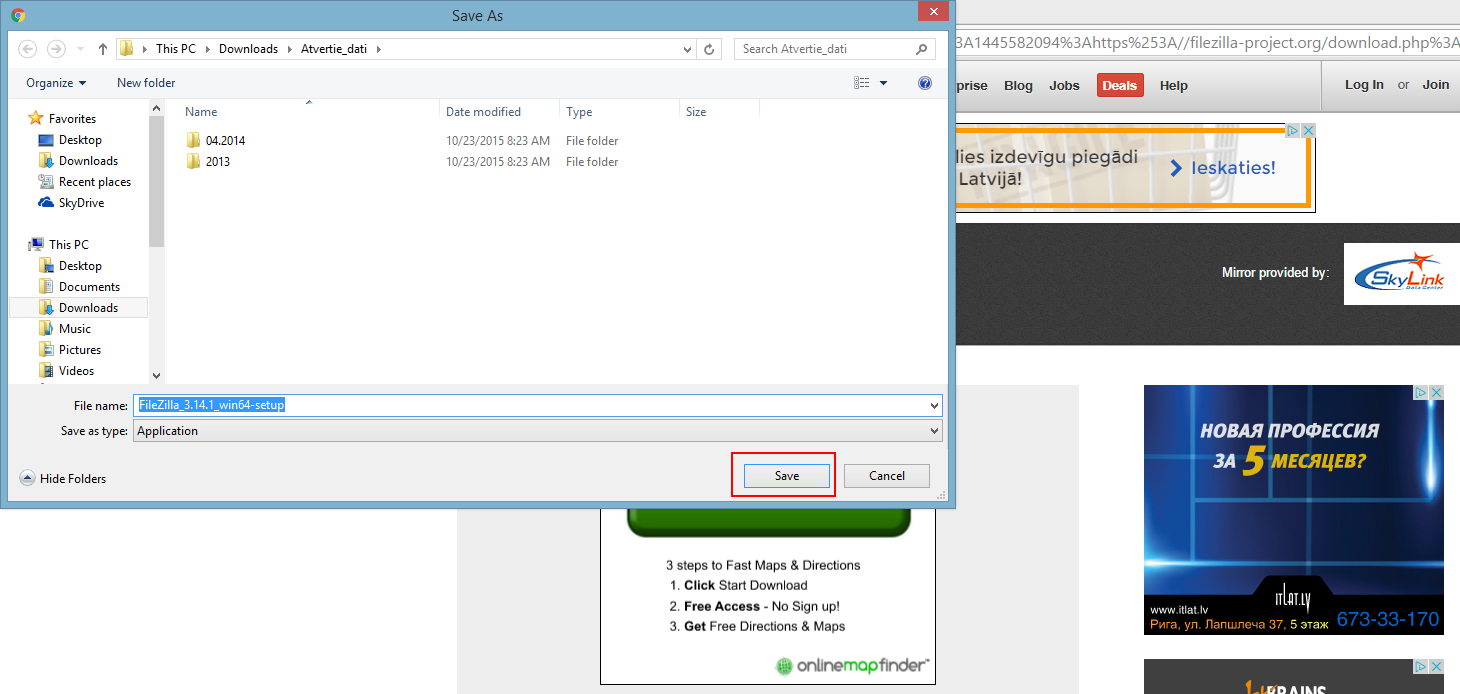 Save As
This PC
Downloads
Atvertie_dati
Search Atvertie_dati
Organize
New folder
Name
Date modified
Type
Size
04.2014
10/23/2015 8:23 AM
File folder
2013
10/23/2015 8:23 AM
File folder
Favorites
Desktop
Downloads
Recent places
SkyDrive
This PC
Desktop
Documents
Downloads
Music
Pictures
Videos
File name:
FileZilla_3.14.1_win64-setup
Save as type:
Application
Hide Folders
Save
Cancel
3A1445582094%3Ahttps%253A//filezilla-project.org/download.php%3A
prise
Blog
Jobs
Deals
Help
Log In or Join
lies izdevīgu piegādi
Latvijā!
Ieskaties!
Mirror provided by:
SkyLink
Data Center
3 steps to Fast Maps & Directions
1. Click Start Download
2. Free Access - No Sign up!
3. Get Free Directions & Maps
onlinemapfinder™
НОВАЯ ПРОФЕССИЯ
ЗА 5 МЕСЯЦЕВ?
ITLAT.LV
www.itlat.lv
Рига, ул. Лапшлеча 37, 5 этаж
673-33-170
BRAINS